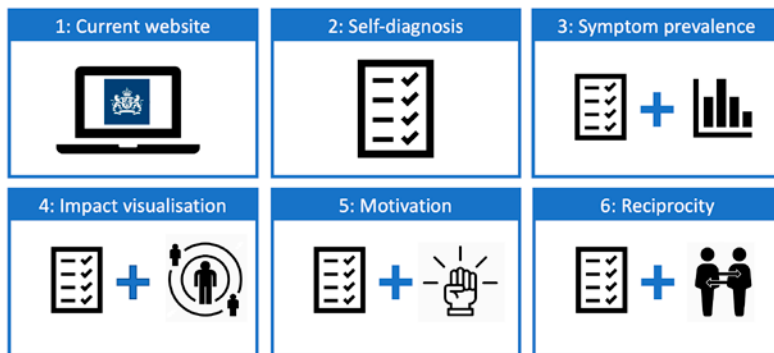 1: Current website
2: Self-diagnosis
3: Symptom prevalence
4: Impact visualisation
5: Motivation
6: Reciprocity